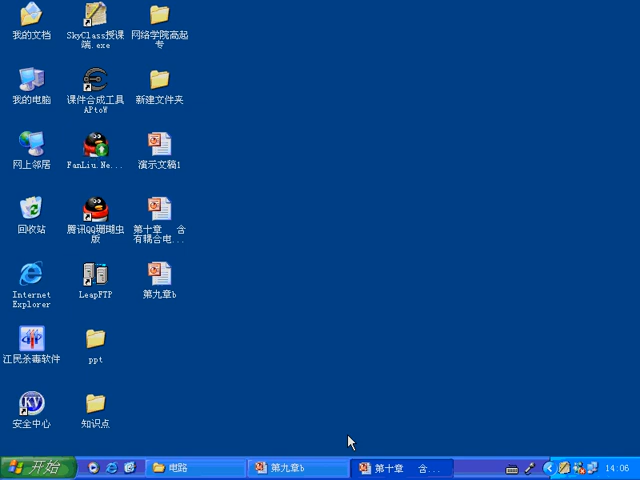 我的文档
SkyClass授课
端.exe
网络学院高起
专
我的电脑
课件合成工具
APtoW
新建文件夹
网上邻居
FanLiu.Ne...
演示文稿1
回收站
腾讯QQ珊瑚虫
版
第十章 含
有耦合电...
Internet
Explorer
LeapFTP
第九章b
江民杀毒软件
ppt
安全中心
知识点
开始
电路
第九章b
第十章 含...
14:06